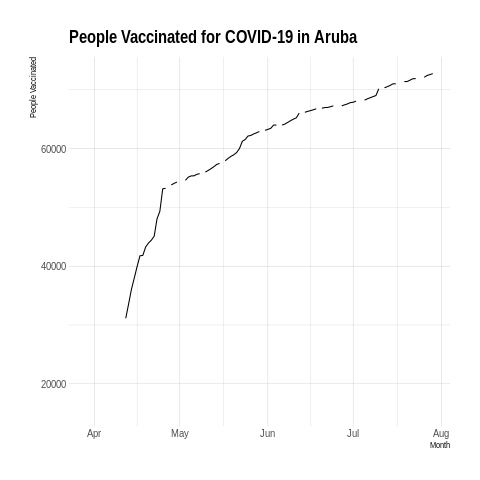 People Vaccinated for COVID-19 in Aruba
People Vaccinated
60000
40000
20000
Apr May Jun Jul Aug
Month